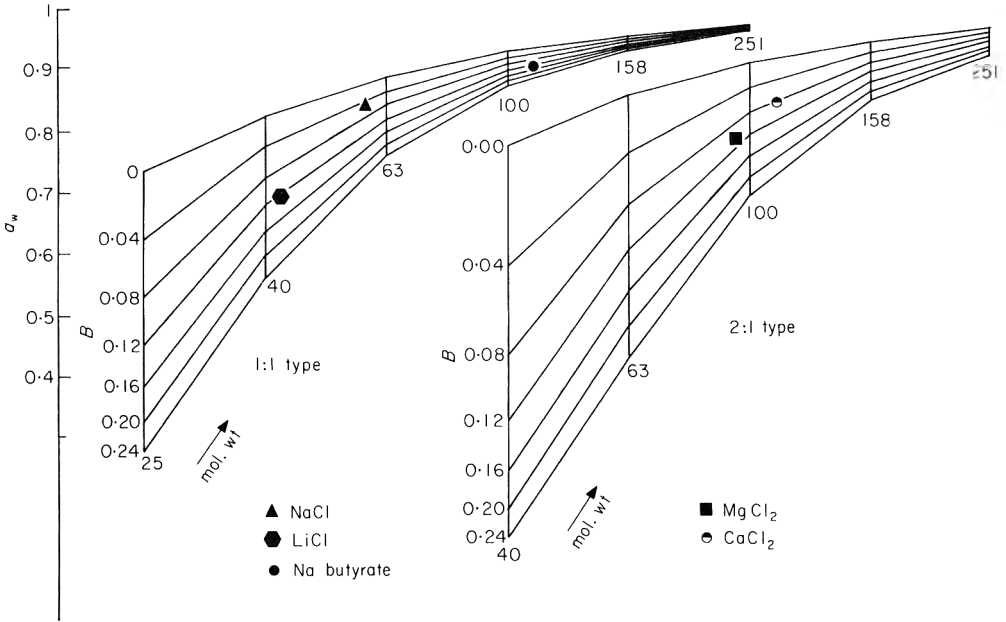 1
0·9
0·8
0·7
0·6
0·5
0·4
a_w
0
0·04
0·08
0·12
0·16
0·20
0·24
B
25
40
63
100
158
251
1:1 type
mol. wt
0·00
0·04
0·08
0·12
0·16
0·20
0·24
B
40
63
100
158
251
2:1 type
mol. wt
NaCl
LiCl
Na butyrate
MgCl₂
CaCl₂